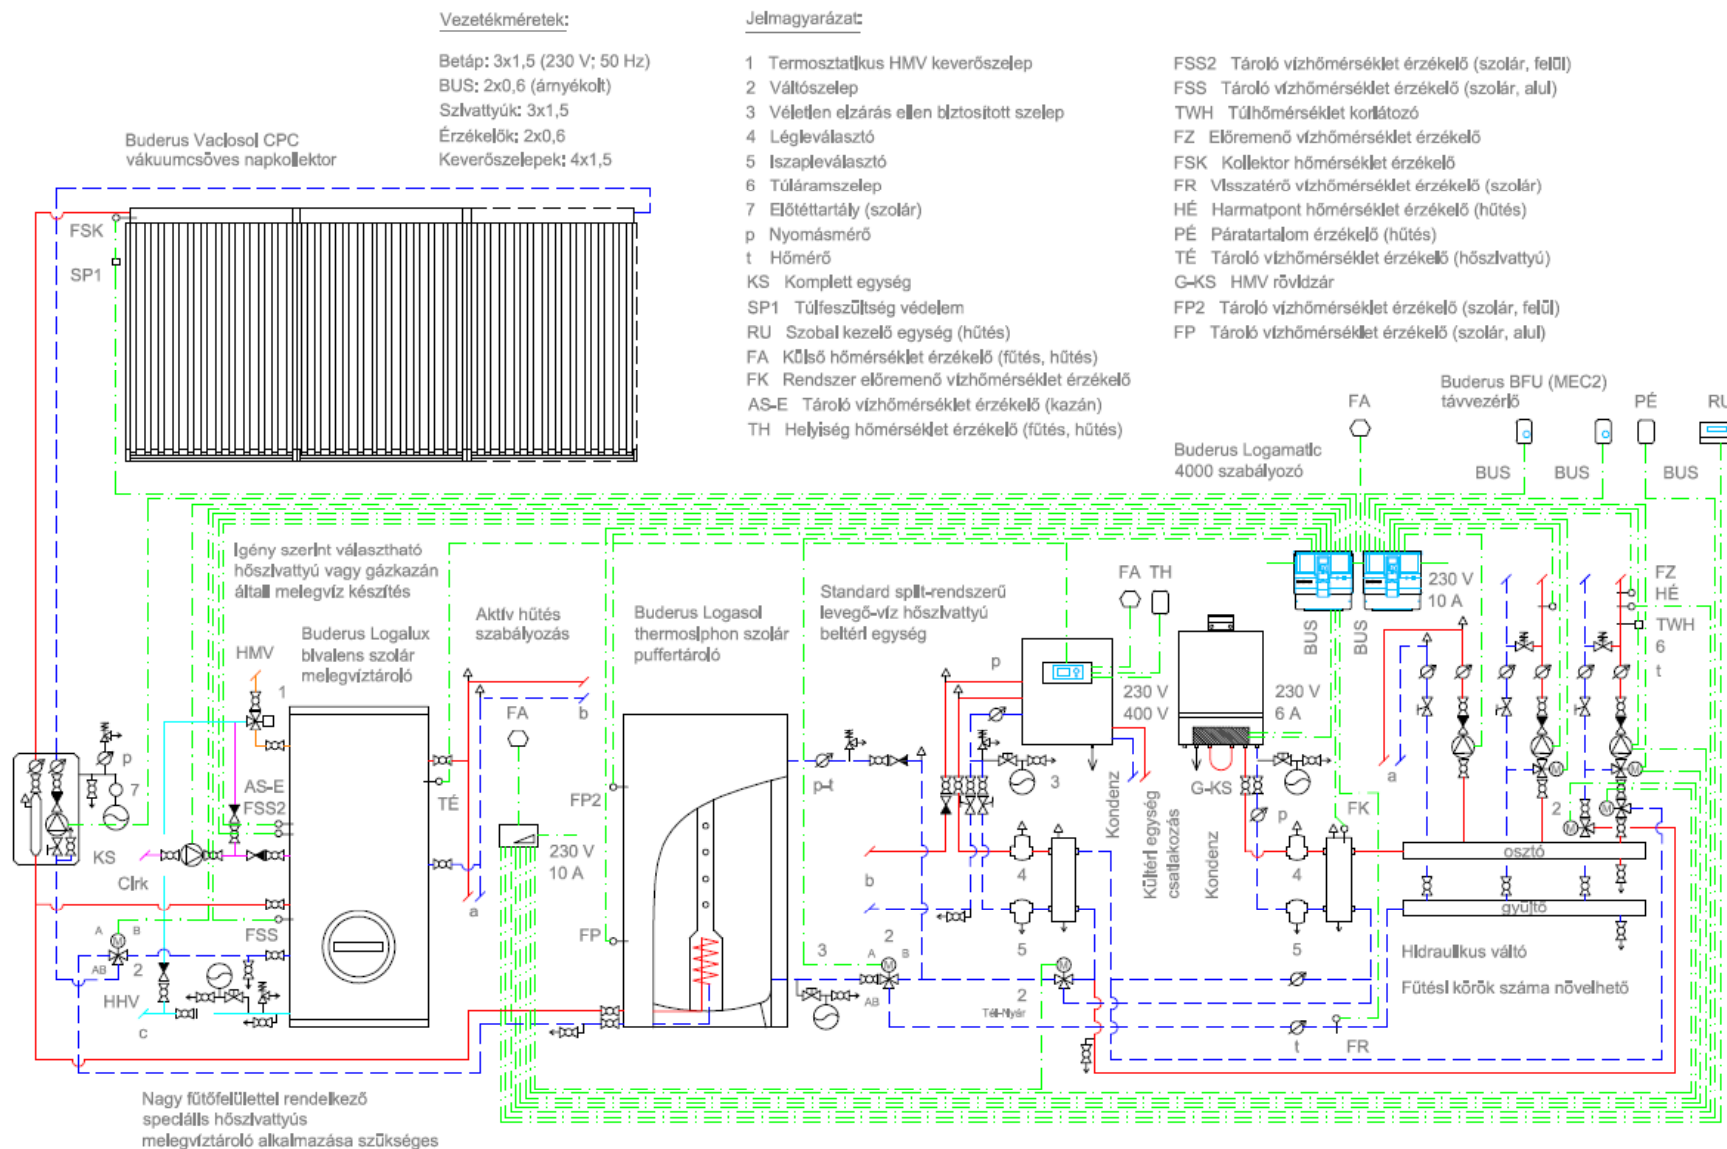 Vezetékméretek:
Betáp: 3x1,5 (230 V; 50 Hz)
BUS: 2x0,6 (árnyékolt)
Szivattyúk: 3x1,5
Érzékelők: 2x0,6
Keverőszelepek: 4x1,5
Jelmagyarázat:
1 Termosztatikus HMV keverőszelep
2 Váltószelep
3 Véletlen elzárás ellen biztosított szelep
4 Légleválasztó
5 Iszapleválasztó
6 Túláramszelep
7 Előtéttartály (szolár)
p Nyomásmérő
t Hőmérő
KS Komplett egység
SP1 Túlfeszültség védelem
RU Szobai kezelő egység (hűtés)
FA Külső hőmérséklet érzékelő (fűtés, hűtés)
FK Rendszer előremenő vízhőmérséklet érzékelő
AS-E Tároló vízhőmérséklet érzékelő (kazán)
TH Helyiség hőmérséklet érzékelő (fűtés, hűtés)
FSS2 Tároló vízhőmérséklet érzékelő (szolár, felül)
FSS Tároló vízhőmérséklet érzékelő (szolár, alul)
TWH Túlhőmérséklet korlátozó
FZ Előremenő vízhőmérséklet érzékelő
FSK Kollektor hőmérséklet érzékelő
FR Visszatérő vízhőmérséklet érzékelő (szolár)
HÉ Harmatpont hőmérséklet érzékelő (hűtés)
PÉ Páratartalom érzékelő (hűtés)
TÉ Tároló vízhőmérséklet érzékelő (hőszivattyú)
G-KS HMV rövidzár
FP2 Tároló vízhőmérséklet érzékelő (szolár, felül)
FP Tároló vízhőmérséklet érzékelő (szolár, alul)
Buderus Vaciosol CPC
vákuumcsöves napkollektor
FSK
SP1
FA
Buderus BFU (MEC2)
távvezérlő
PÉ
RU
Buderus Logamatic
4000 szabályozó
BUS
BUS
BUS
Igény szerint választható
hőszivattyú vagy gázkazán
általi melegvíz készítés
Buderus Logalux
bivalens szolár
melegvíztároló
Aktív hűtés
szabályozás
Buderus Logasol
thermosiphon szolár
puffertároló
Standard split-rendszerű
levegő-víz hőszivattyú
beltéri egység
FA
TH
BUS
BUS
230 V
10 A
FZ
HÉ
TWH
6
t
HMV
1
p
7
AS-E
FSS2
KS
Cirk
A
B
M
AB
2
FSS
HHV
c
TÉ
b
a
FA
230 V
10 A
FP2
FP
p-t
p
3
230 V
400 V
230 V
6 A
G-KS
Kondenz
Kültéri egység
csatlakozás
Kondenz
p
FK
a
M
M
2
M
M
b
4
5
4
5
osztó
gyűjtő
3
2
A
M
B
AB
M
2
Téli-Nyár
t
FR
Hidraulikus váltó
Fűtési körök száma növelhető
Nagy fűtőfelülettel rendelkező
speciális hőszivattyús
melegvíztároló alkalmazása szükséges